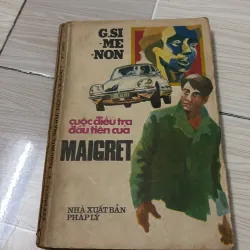 G.SI-
-ME-
-NON
cuộc điều tra
đầu tiên của
MAIGRET
NHÀ XUẤT BẢN
PHÁP LÝ